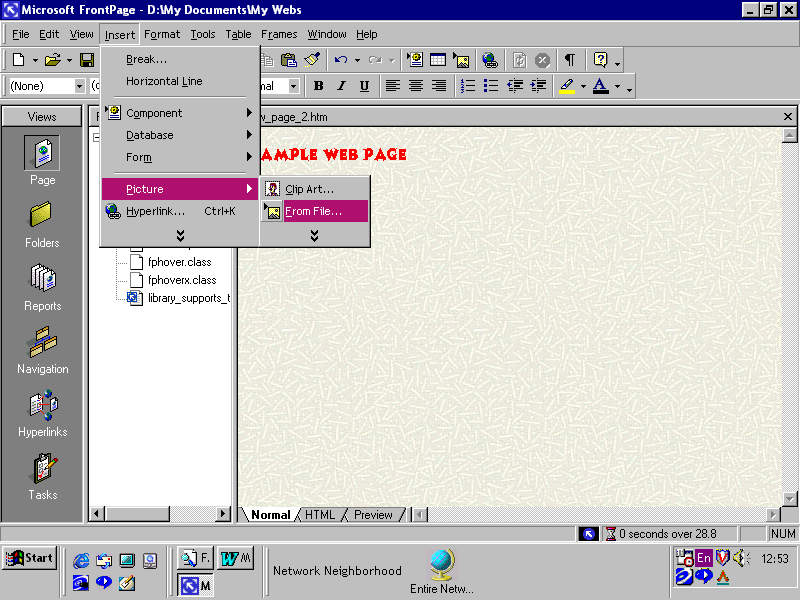 Microsoft FrontPage - D:\My Documents\My Webs
File Edit View Insert Format Tools Table Frames Window Help
(None)
B I U
Views
w_page_2.htm
Break...
Horizontal Line
Component
Database
Form
Picture
Hyperlink... Ctrl+K
Clip Art...
From File...
AMPLE WEB PAGE
fphover.class
fphoverx.class
library_supports_t
Page
Folders
Reports
Navigation
Hyperlinks
Tasks
Normal HTML Preview
0 seconds over 28.8 NUM
Start F. M
Network Neighborhood
Entire Netw...
En 12:53